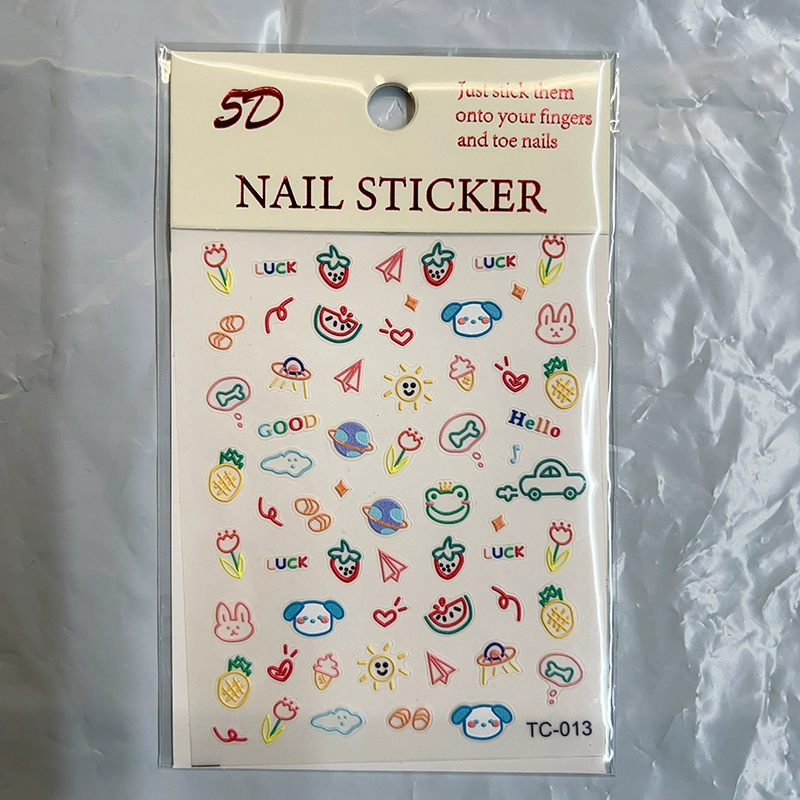 5D
Just stick them
onto your fingers
and toe nails
NAIL STICKER
LUCK
LUCK
GOOD
Hello
LUCK
LUCK
TC-013